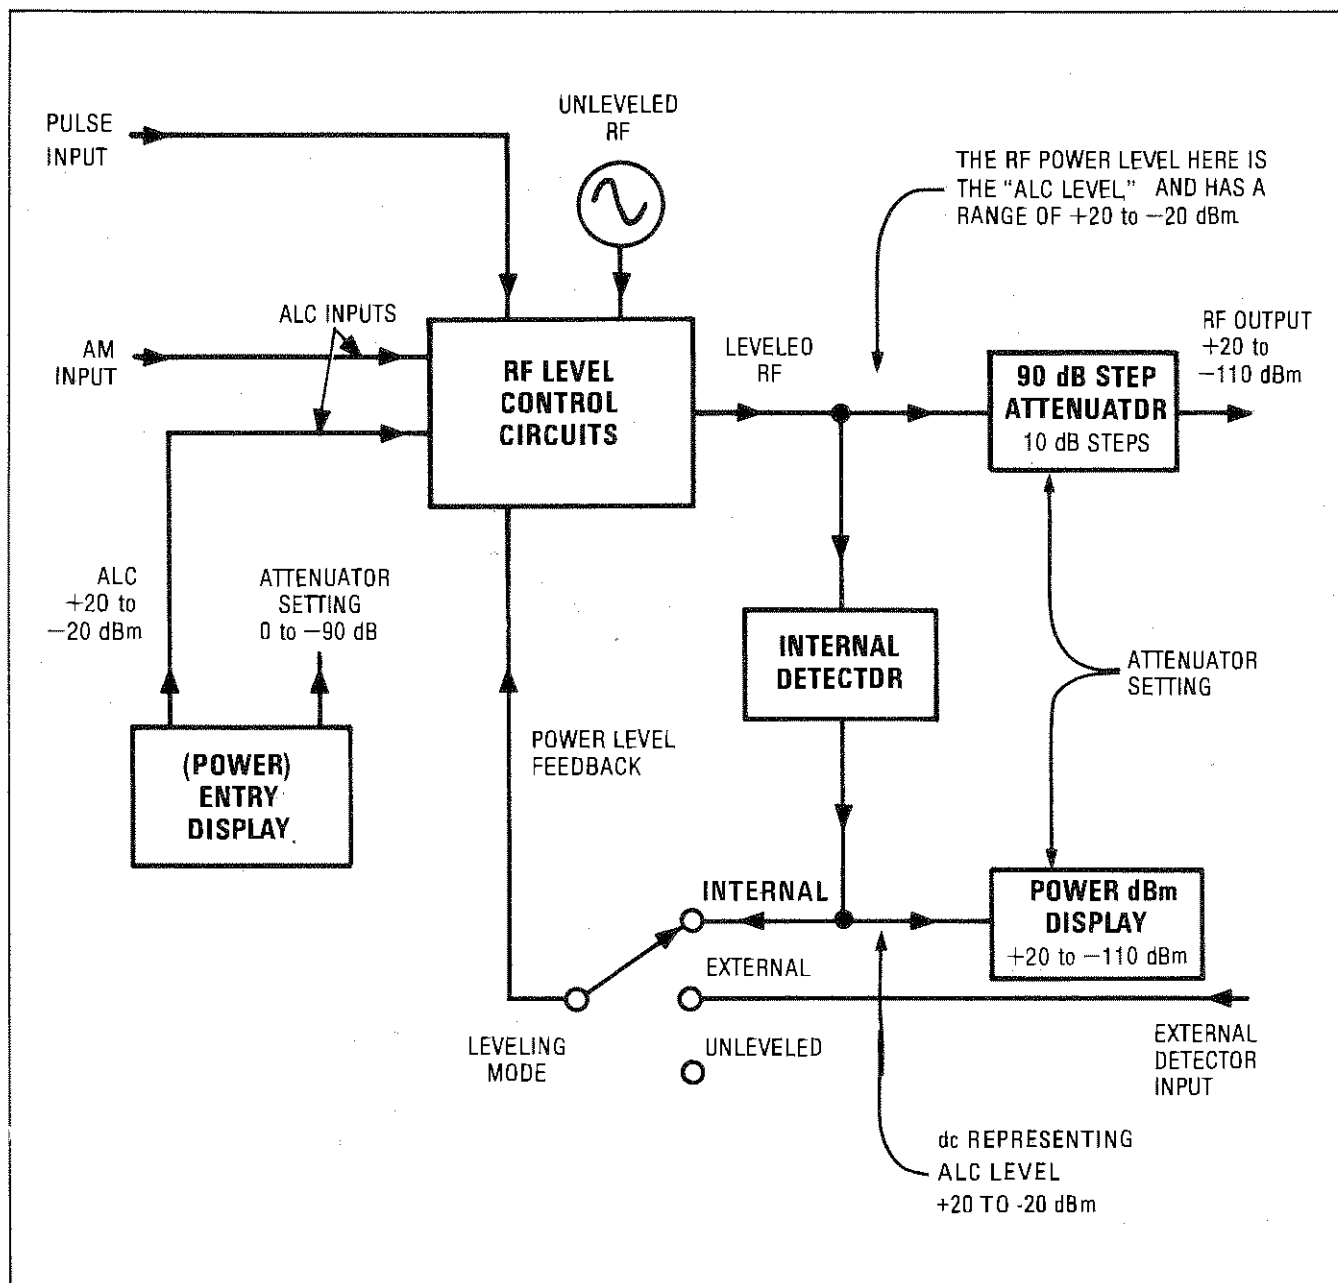 PULSE
INPUT
UNLEVELED
RF
THE RF POWER LEVEL HERE IS
THE "ALC LEVEL," AND HAS A
RANGE OF +20 to −20 dBm
ALC INPUTS
AM
INPUT
RF LEVEL
CONTROL
CIRCUITS
LEVELEO
RF
90 dB STEP
ATTENUATDR
10 dB STEPS
RF OUTPUT
+20 to
−110 dBm
ALC
+20 to
−20 dBm
ATTENUATOR
SETTING
0 to −90 dB
INTERNAL
DETECTDR
ATTENUATOR
SETTING
(POWER)
ENTRY
DISPLAY
POWER LEVEL
FEEDBACK
INTERNAL
POWER dBm
DISPLAY
+20 to −110 dBm
EXTERNAL
LEVELING
MODE
UNLEVELED
EXTERNAL
DETECTOR
INPUT
dc REPRESENTING
ALC LEVEL
+20 TO -20 dBm